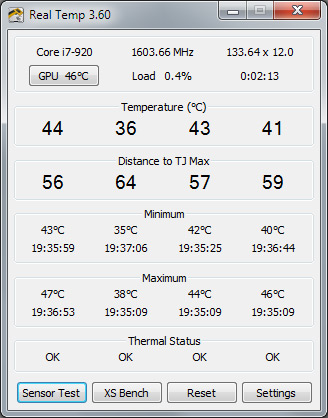 Real Temp 3.60
Core i7-920 1603.66 MHz 133.64 x 12.0
GPU 46°C Load 0.4% 0:02:13
Temperature (°C)
44 36 43 41
Distance to TJ Max
56 64 57 59
Minimum
43°C 35°C 42°C 40°C
19:35:59 19:37:06 19:35:25 19:36:44
Maximum
47°C 38°C 44°C 46°C
19:36:53 19:35:09 19:35:09 19:35:09
Thermal Status
OK OK OK OK
Sensor Test XS Bench Reset Settings